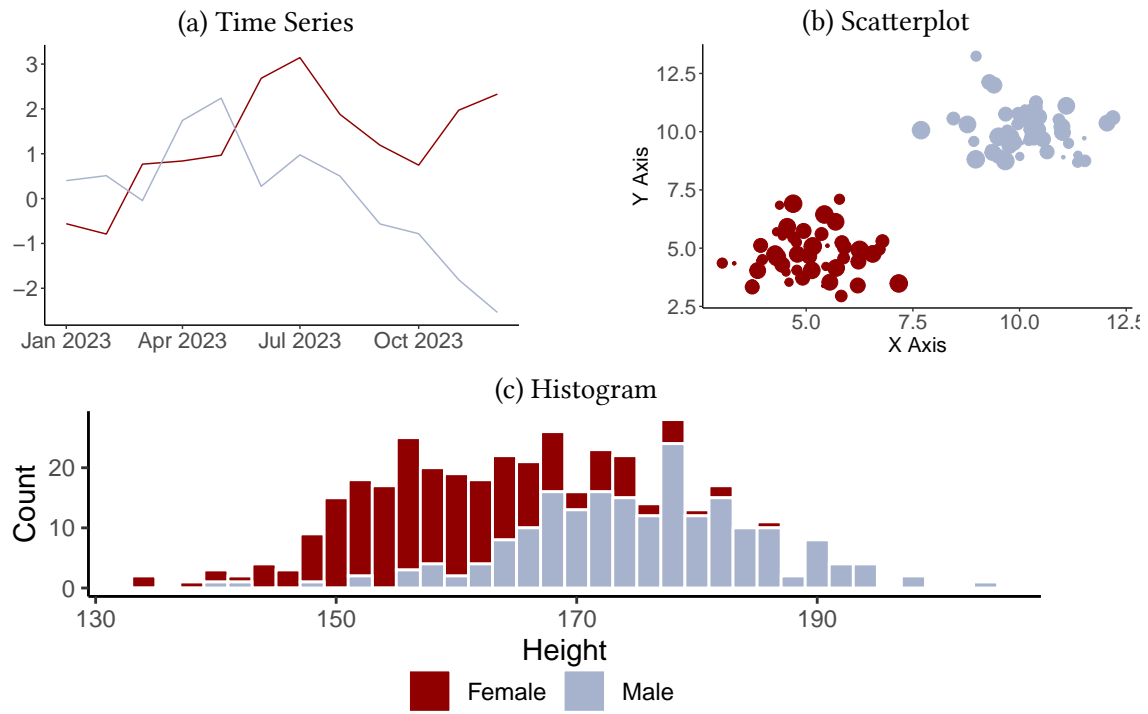 (a) Time Series
3
2
1
0
−1
−2
Jan 2023 Apr 2023 Jul 2023 Oct 2023
(b) Scatterplot
Y Axis
12.5
10.0
7.5
5.0
2.5
5.0 7.5 10.0 12.5
X Axis
(c) Histogram
Count
20
10
0
130 150 170 190
Height
Female Male